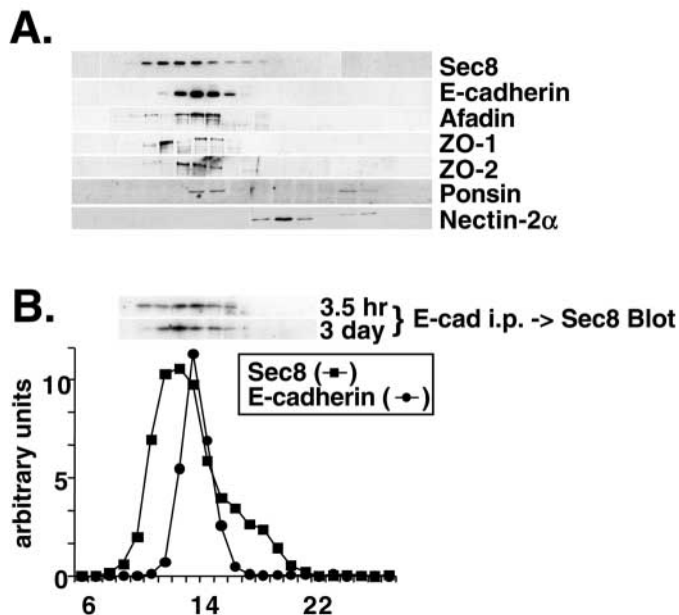 A.
Sec8
E-cadherin
Afadin
ZO-1
ZO-2
Ponsin
Nectin-2α
B.
3.5 hr
3 day
} E-cad i.p. -> Sec8 Blot
Sec8 (-■-)
E-cadherin (-●-)
arbitrary units
10
5
0
6 14 22